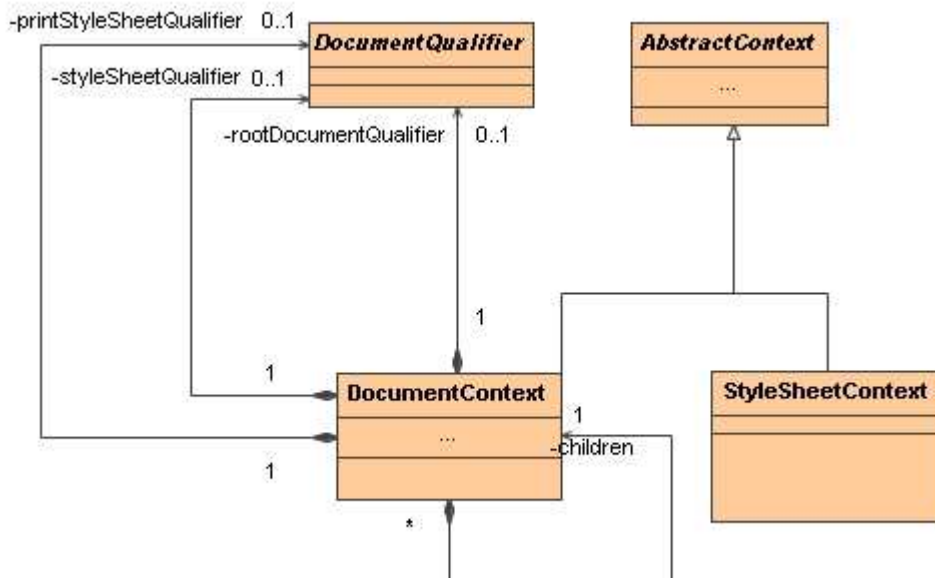 -printStyleSheetQualifier 0..1
DocumentQualifier
AbstractContext
-styleSheetQualifier 0..1
...
-rootDocumentQualifier 0..1
1
1
DocumentContext
StyleSheetContext
1
...
-children
1
*